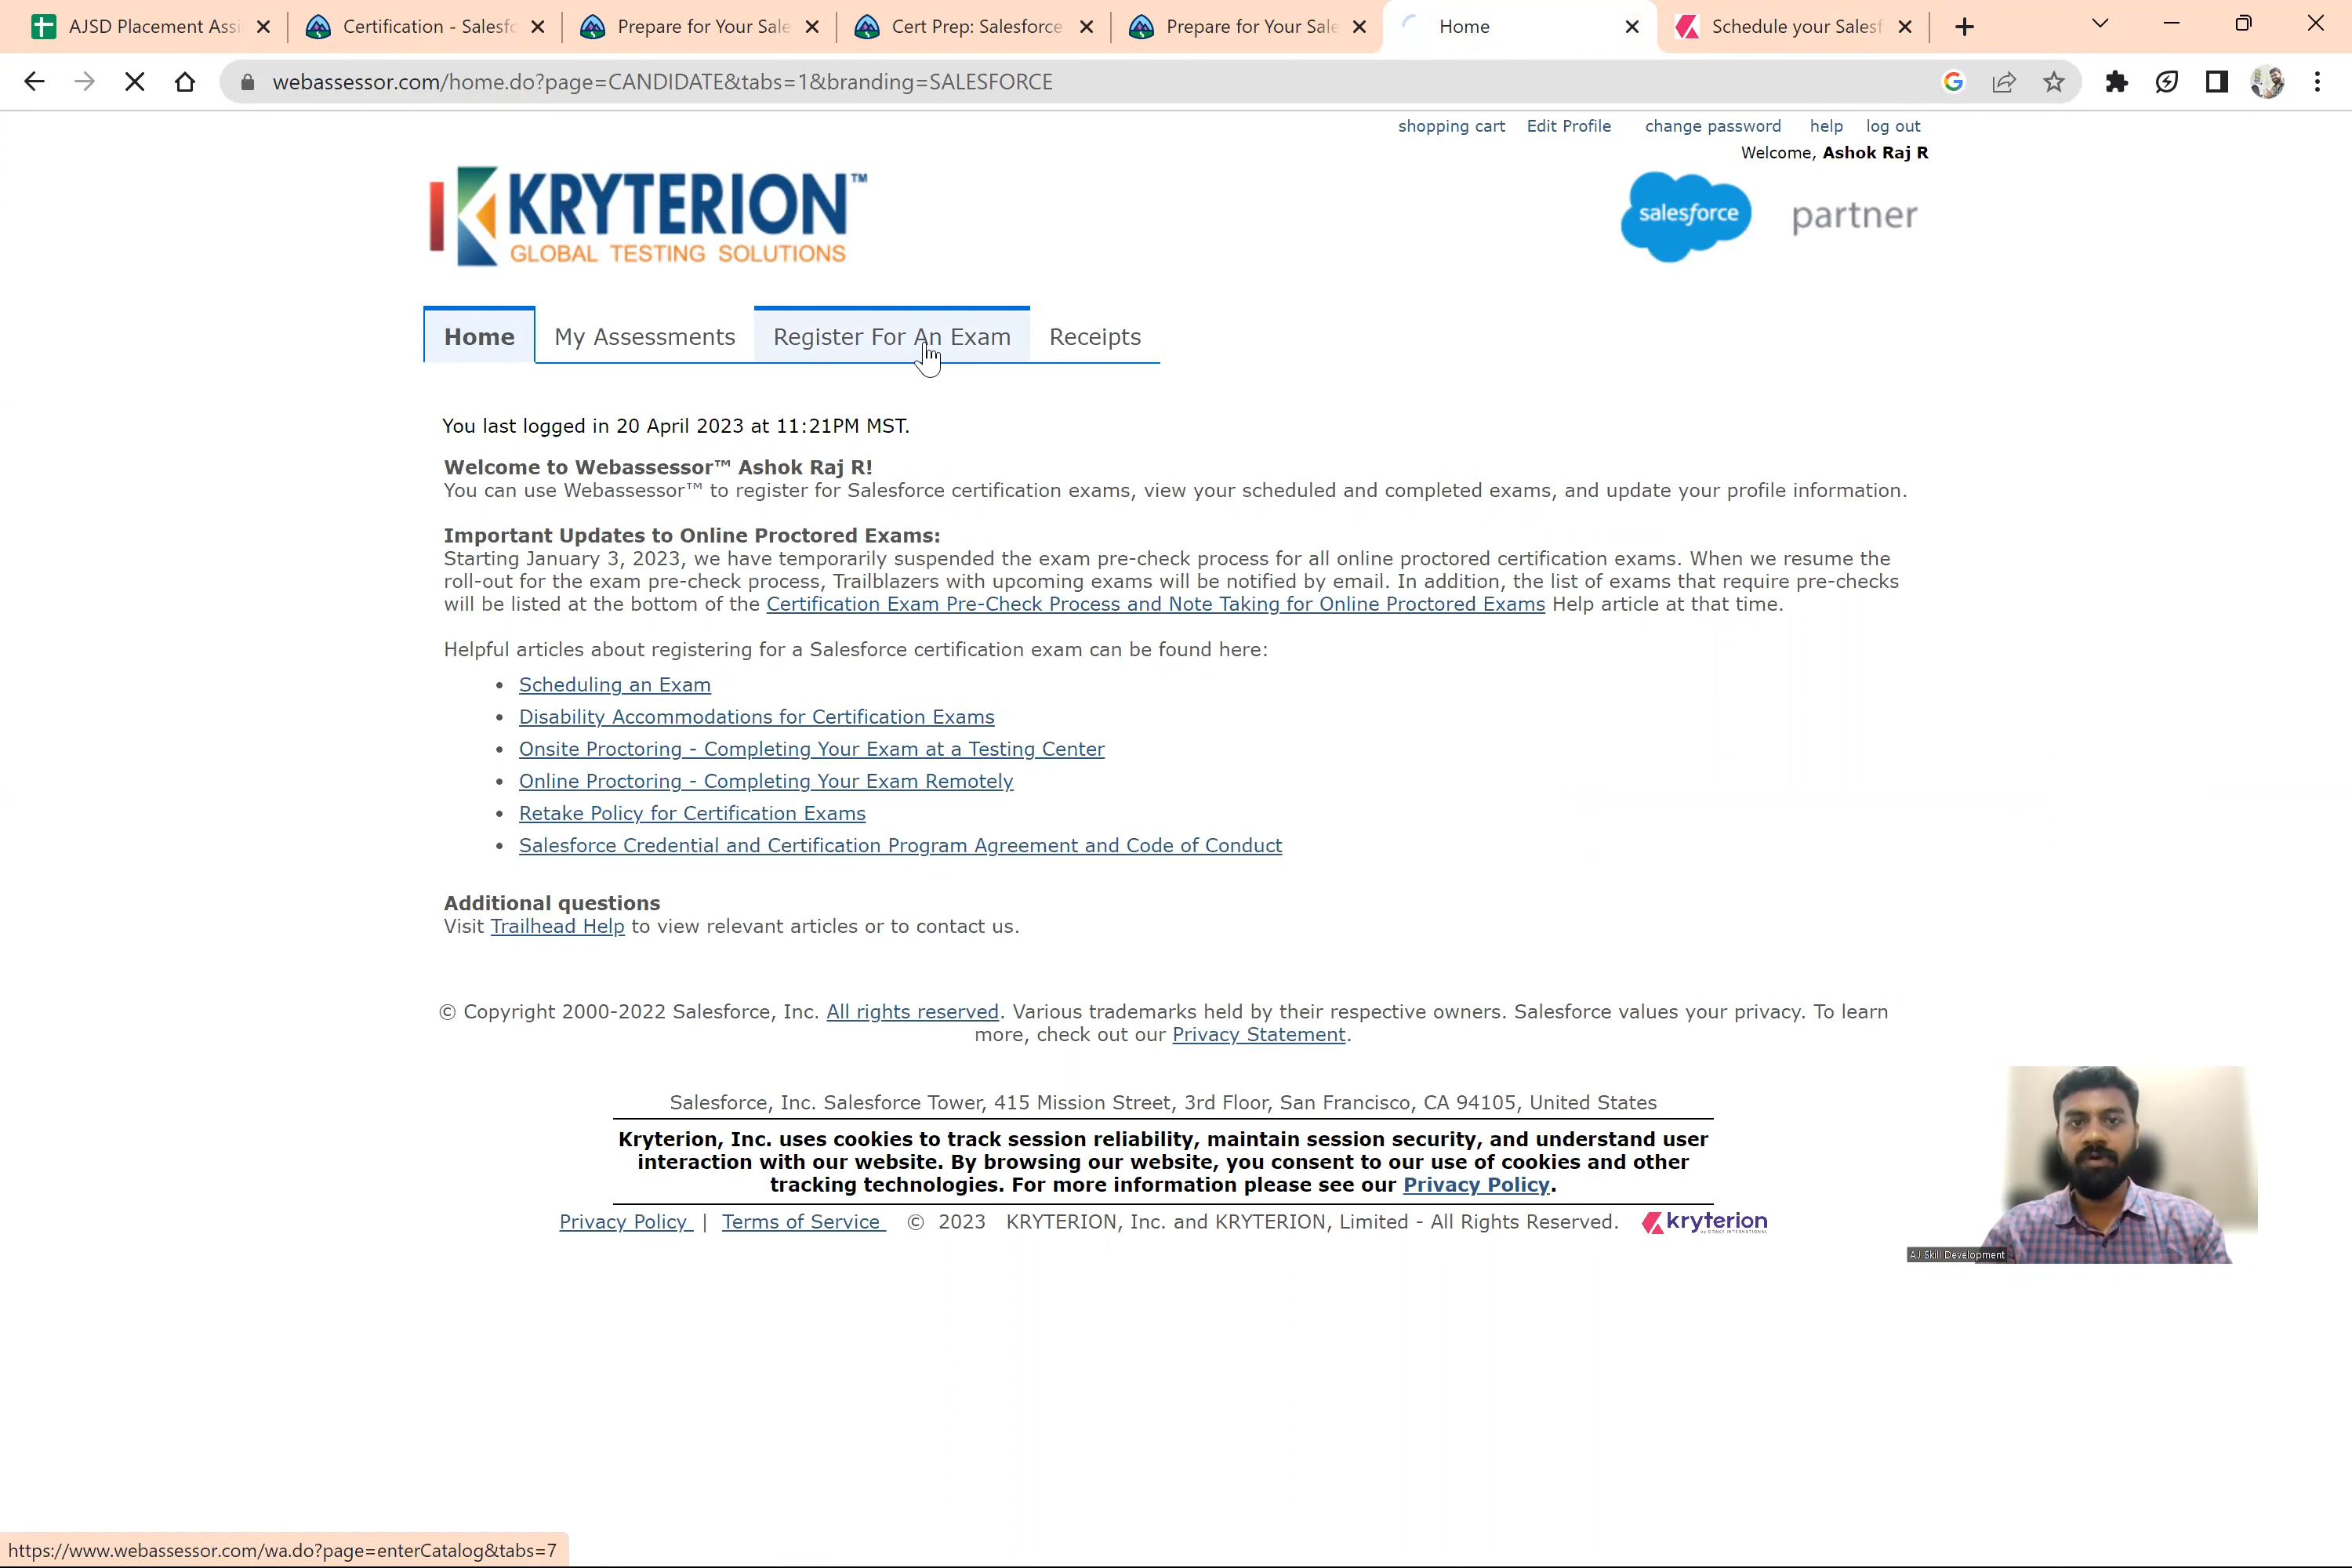 AJSD Placement Assi
Certification - Salesfo
Prepare for Your Sale
Cert Prep: Salesforce
Prepare for Your Sale
Home
Schedule your Salesf
webassessor.com/home.do?page=CANDIDATE&tabs=1&branding=SALESFORCE
shopping cart Edit Profile change password help log out
Welcome, Ashok Raj R
KRYTERION™
GLOBAL TESTING SOLUTIONS
salesforce partner
Home My Assessments Register For An Exam Receipts
You last logged in 20 April 2023 at 11:21PM MST.
Welcome to Webassessor™ Ashok Raj R!
You can use Webassessor™ to register for Salesforce certification exams, view your scheduled and completed exams, and update your profile information.
Important Updates to Online Proctored Exams:
Starting January 3, 2023, we have temporarily suspended the exam pre-check process for all online proctored certification exams. When we resume the
roll-out for the exam pre-check process, Trailblazers with upcoming exams will be notified by email. In addition, the list of exams that require pre-checks
will be listed at the bottom of the Certification Exam Pre-Check Process and Note Taking for Online Proctored Exams Help article at that time.
Helpful articles about registering for a Salesforce certification exam can be found here:
• Scheduling an Exam
• Disability Accommodations for Certification Exams
• Onsite Proctoring - Completing Your Exam at a Testing Center
• Online Proctoring - Completing Your Exam Remotely
• Retake Policy for Certification Exams
• Salesforce Credential and Certification Program Agreement and Code of Conduct
Additional questions
Visit Trailhead Help to view relevant articles or to contact us.
© Copyright 2000-2022 Salesforce, Inc. All rights reserved. Various trademarks held by their respective owners. Salesforce values your privacy. To learn
more, check out our Privacy Statement.
Salesforce, Inc. Salesforce Tower, 415 Mission Street, 3rd Floor, San Francisco, CA 94105, United States
Kryterion, Inc. uses cookies to track session reliability, maintain session security, and understand user
interaction with our website. By browsing our website, you consent to our use of cookies and other
tracking technologies. For more information please see our Privacy Policy.
Privacy Policy | Terms of Service © 2023 KRYTERION, Inc. and KRYTERION, Limited - All Rights Reserved. kryterion
AJ Skill Development
https://www.webassessor.com/wa.do?page=enterCatalog&tabs=7